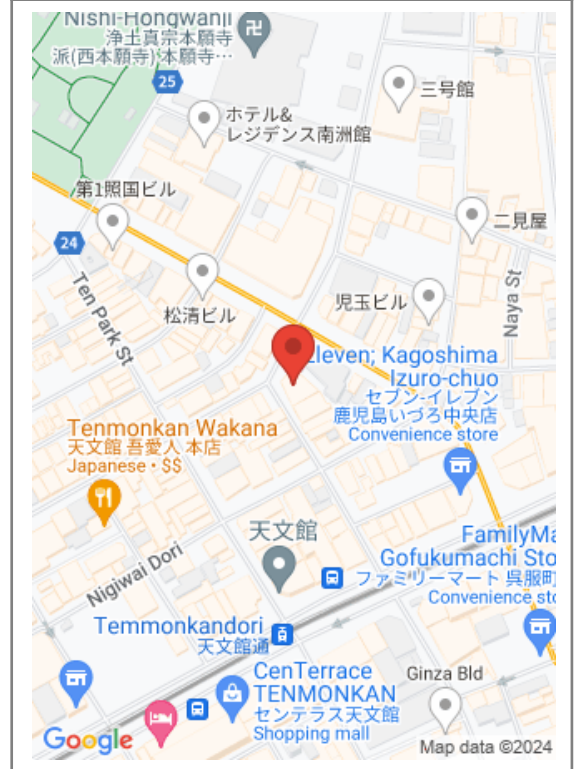 Nishi-Hongwanji
浄土真宗本願寺
派(西本願寺)本願寺…
25
三号館
ホテル&
レジデンス南洲館
第1照国ビル
二見屋
24
Ten Park St
松清ビル
児玉ビル
Naya St
Eleven; Kagoshima
Izuro-chuo
セブン-イレブン
鹿児島いづろ中央店
Convenience store
Tenmonkan Wakana
天文館 吾愛人 本店
Japanese • $$
天文館
FamilyMa
Gofukumachi Sto
ファミリーマート 呉服町
Convenience sto
Nigiwai Dori
Temmonkandori
天文館通
CenTerrace
TENMONKAN
センテラス天文館
Shopping mall
Ginza Bld
Google
Map data ©2024